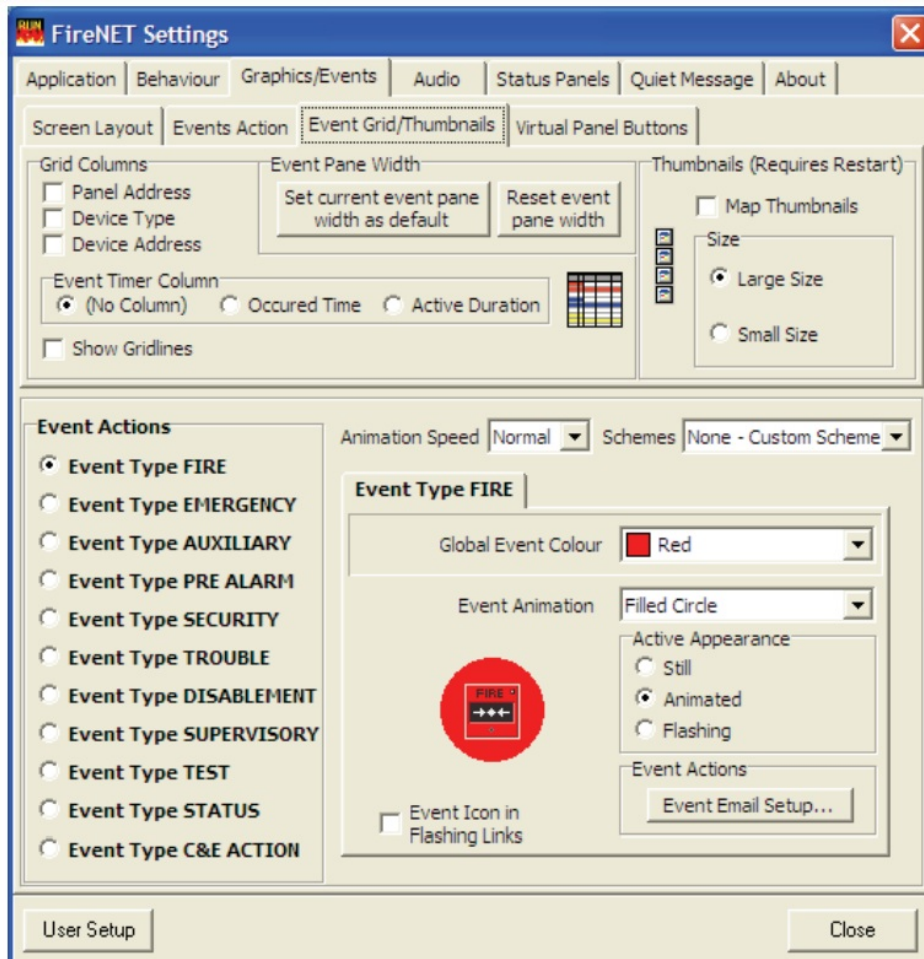 RUN
FireNET Settings
Application Behaviour Graphics/Events Audio Status Panels Quiet Message About
Screen Layout Events Action Event Grid/Thumbnails Virtual Panel Buttons
Grid Columns
Panel Address
Device Type
Device Address
Event Pane Width
Set current event pane
width as default
Reset event
pane width
Event Timer Column
(No Column) Occured Time Active Duration
Show Gridlines
Thumbnails (Requires Restart)
Map Thumbnails
Size
Large Size
Small Size
Event Actions
Event Type FIRE
Event Type EMERGENCY
Event Type AUXILIARY
Event Type PRE ALARM
Event Type SECURITY
Event Type TROUBLE
Event Type DISABLEMENT
Event Type SUPERVISORY
Event Type TEST
Event Type STATUS
Event Type C&E ACTION
Animation Speed Normal Schemes None - Custom Scheme
Event Type FIRE
Global Event Colour Red
Event Animation Filled Circle
FIRE
Active Appearance
Still
Animated
Flashing
Event Actions
Event Email Setup...
Event Icon in
Flashing Links
User Setup Close